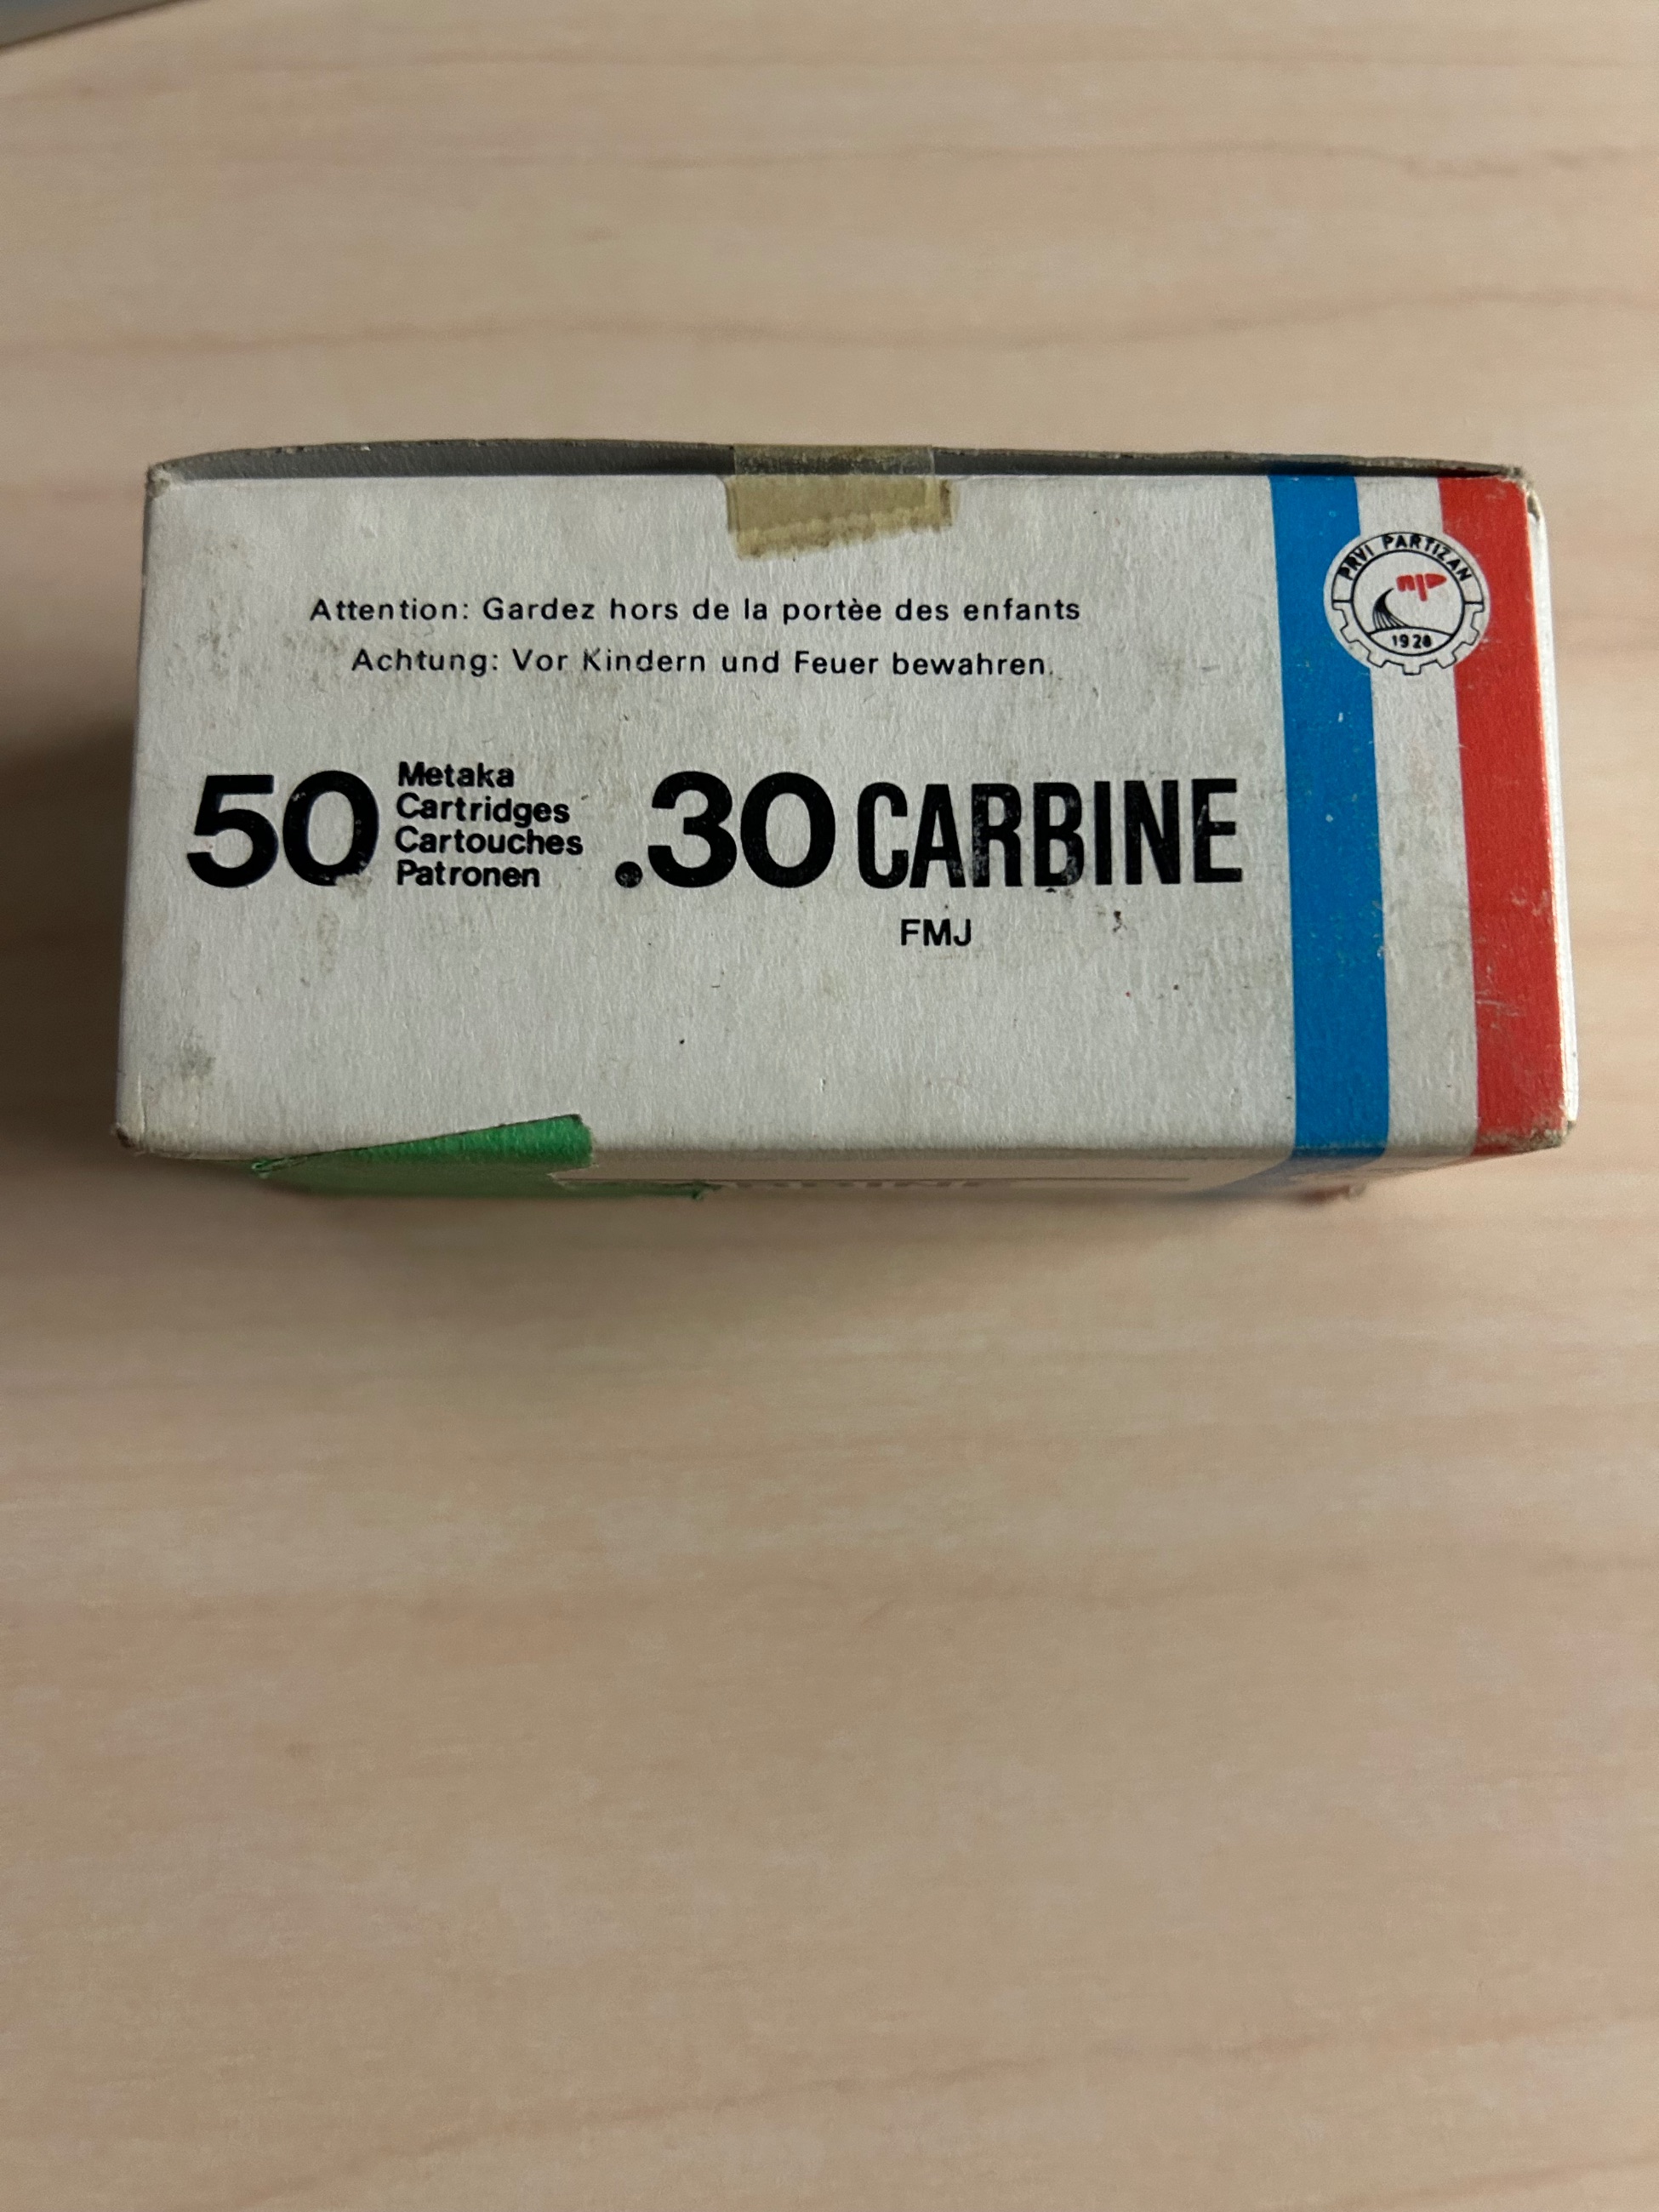 Attention: Gardez hors de la portèe des enfants
Achtung: Vor Kindern und Feuer bewahren.
50 Metaka
Cartridges
Cartouches
Patronen
.30 CARBINE
FMJ
PRVI PARTIZAN
1928